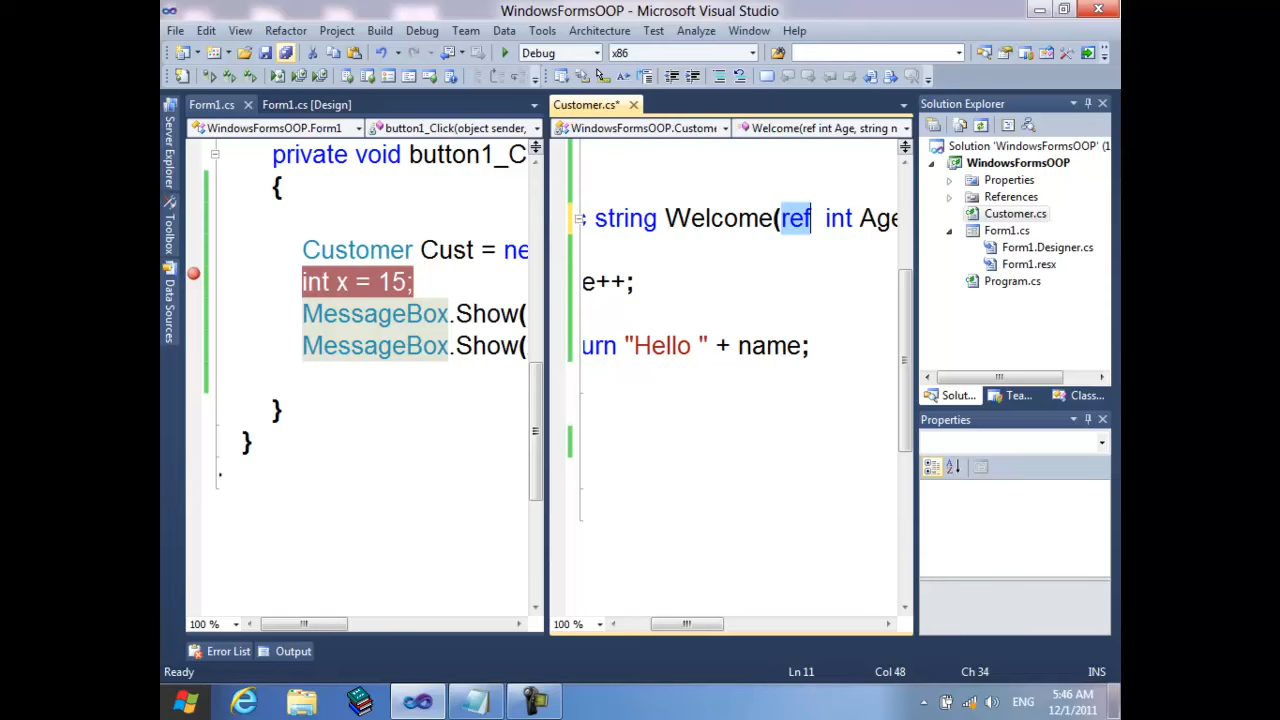 WindowsFormsOOP - Microsoft Visual Studio
File Edit View Refactor Project Build Debug Team Data Tools Architecture Test Analyze Window Help
Debug x86
Form1.cs Form1.cs [Design] Customer.cs* Solution Explorer
WindowsFormsOOP.Form1 button1_Click(object sender, WindowsFormsOOP.Custome Welcome(ref int Age, string n
Server Explorer
Toolbox
Data Sources
private void button1_C
{
Customer Cust = ne
int x = 15;
MessageBox.Show(
MessageBox.Show(
}
}
string Welcome(ref int Age
e++;
urn "Hello " + name;
Solution 'WindowsFormsOOP' (1
WindowsFormsOOP
Properties
References
Customer.cs
Form1.cs
Form1.Designer.cs
Form1.resx
Program.cs
Solut... Tea... Class...
Properties
100 % 100 %
Error List Output
Ready Ln 11 Col 48 Ch 34 INS
ENG 5:46 AM
12/1/2011